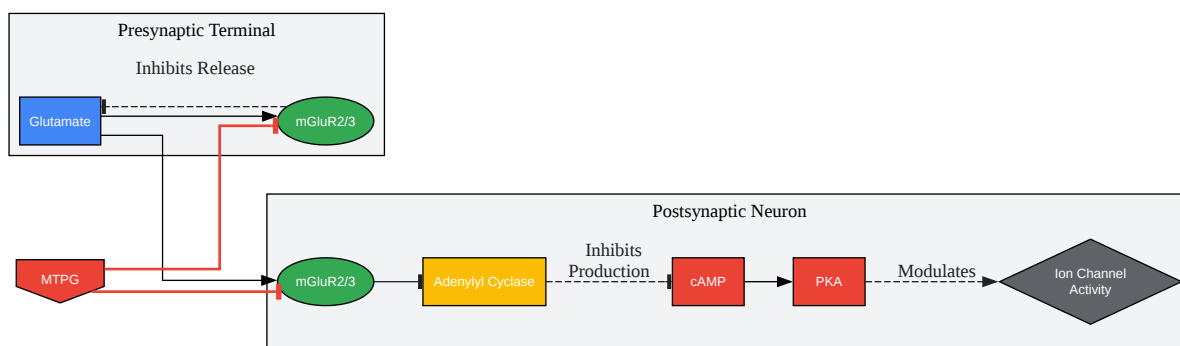 Presynaptic Terminal
Inhibits Release
Glutamate
mGluR2/3
Postsynaptic Neuron
MTPG
mGluR2/3
Adenylyl Cyclase
Inhibits
Production
cAMP
PKA
Modulates
Ion Channel
Activity